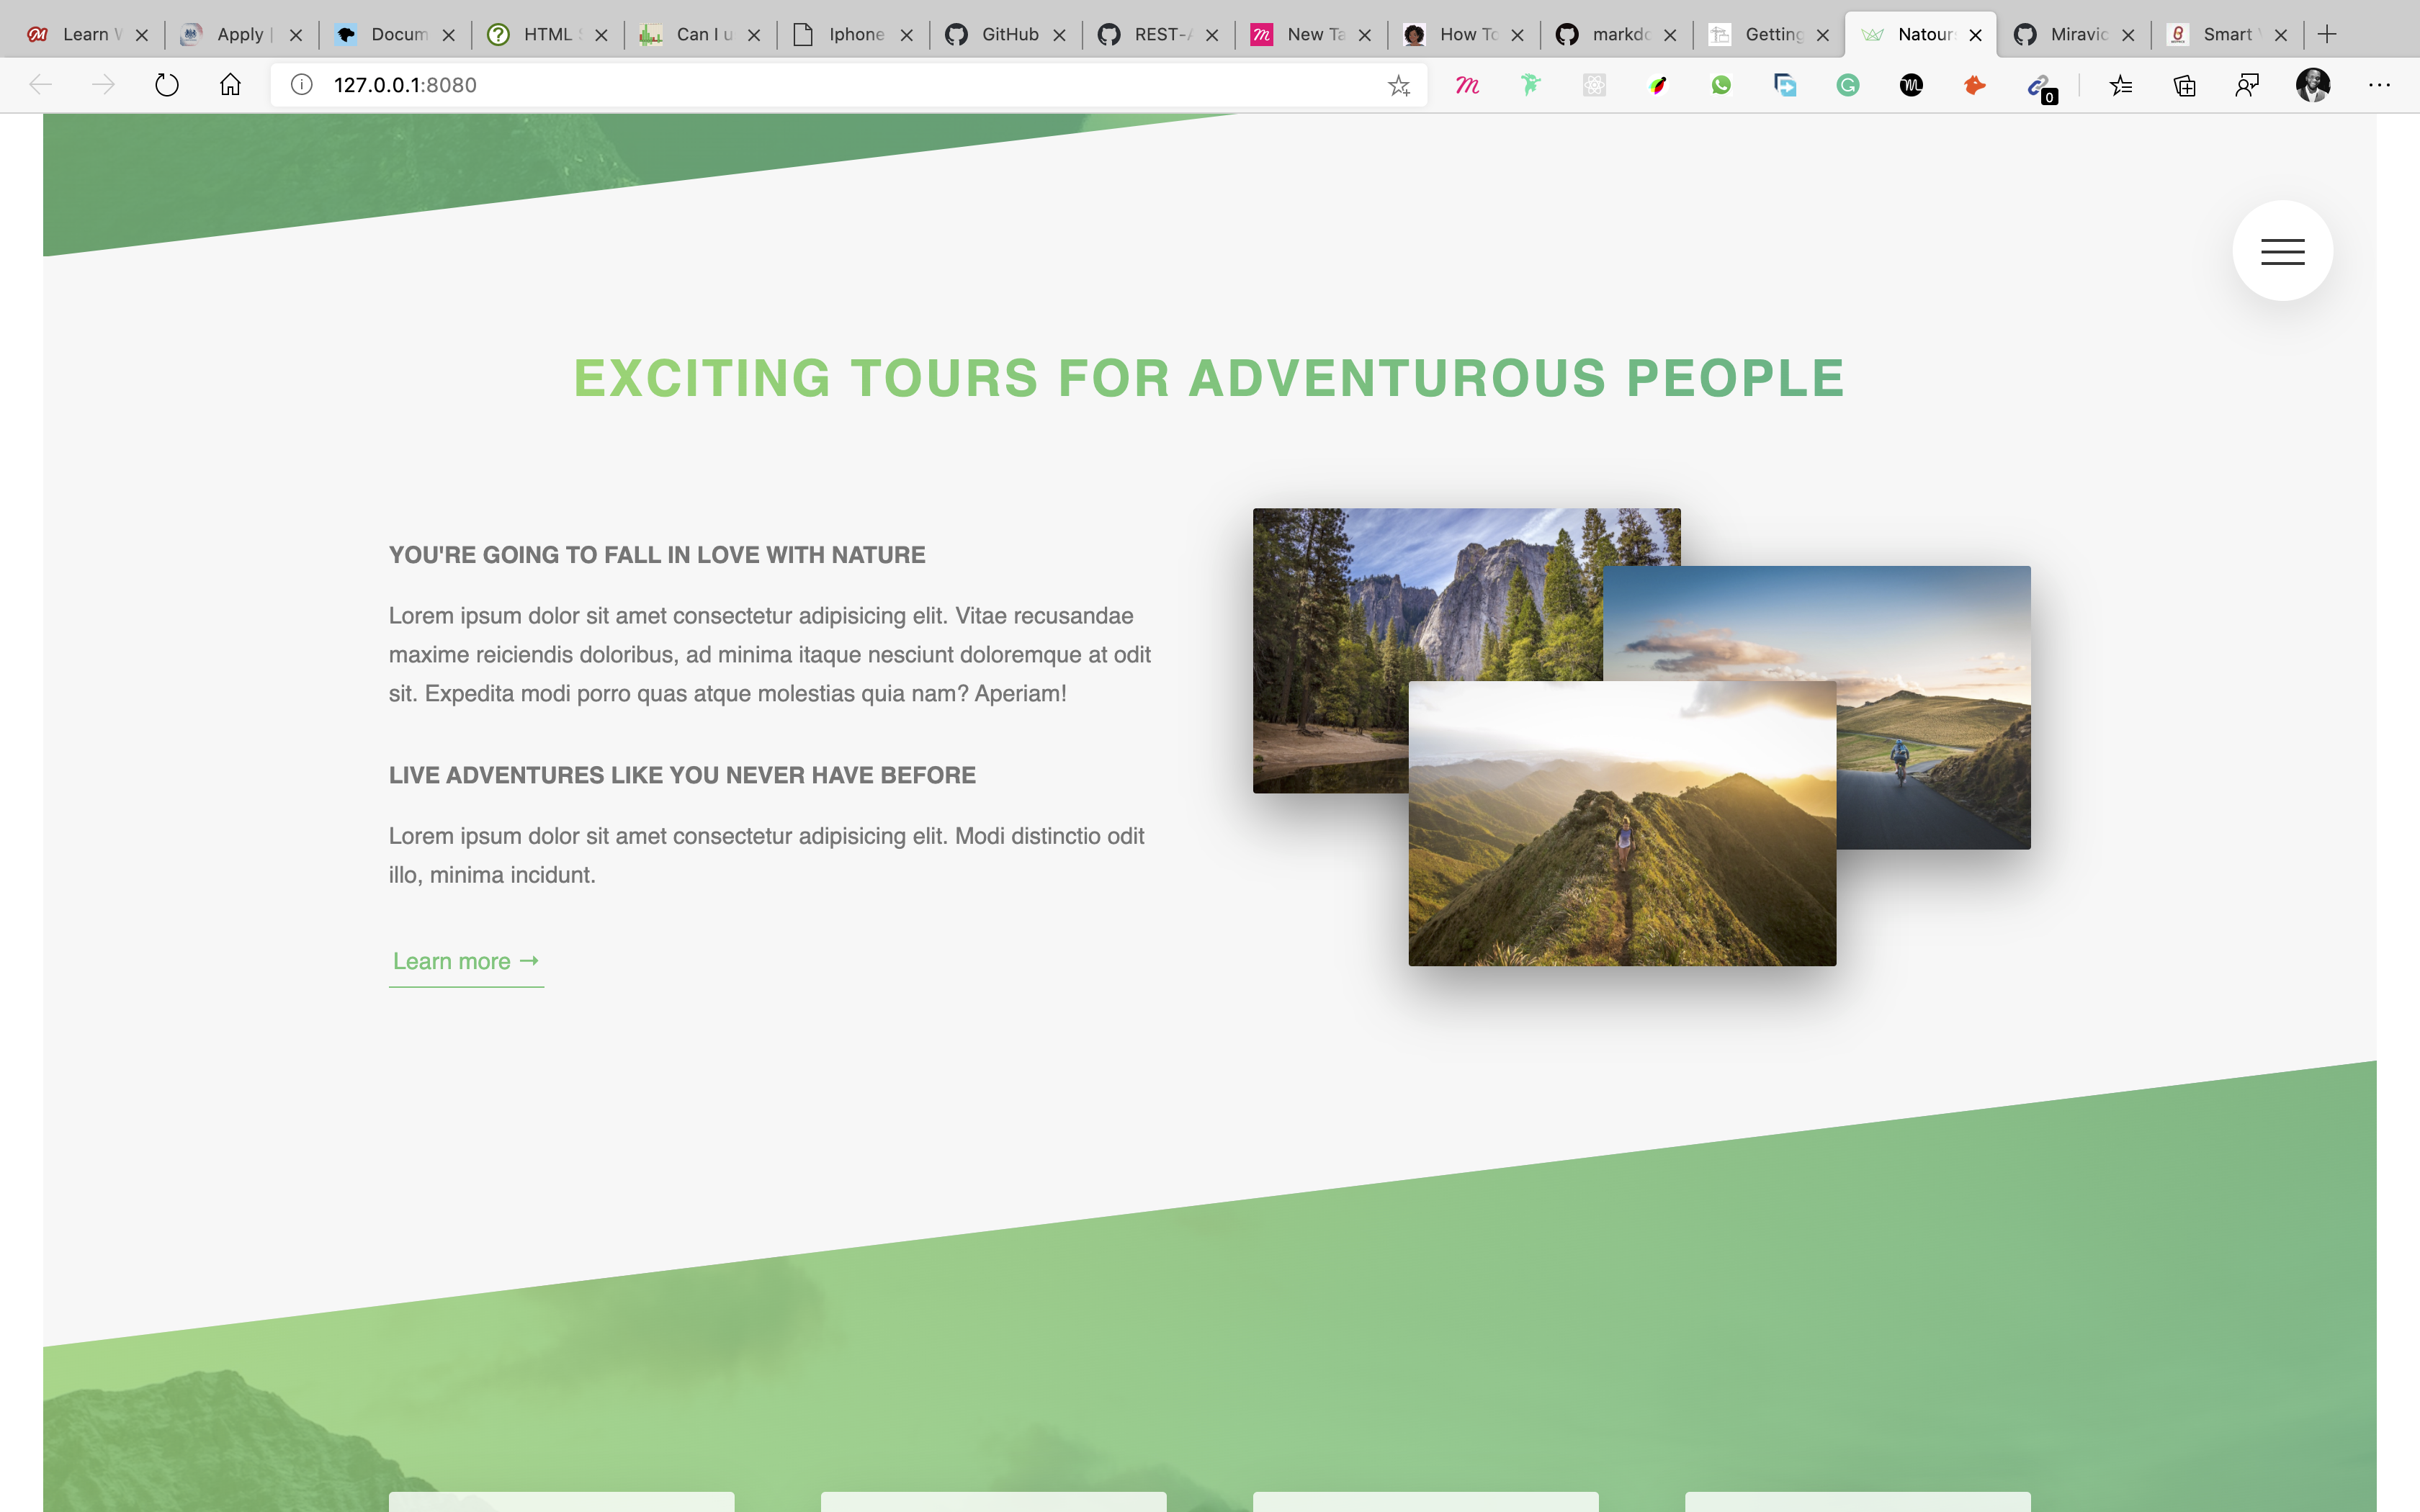 Learn
Apply
Docum
HTML
Can I u
Iphone
GitHub
REST-
New Ta
How To
markdo
Getting
Natour
Miravic
Smart
127.0.0.1:8080
0
EXCITING TOURS FOR ADVENTUROUS PEOPLE
YOU'RE GOING TO FALL IN LOVE WITH NATURE
Lorem ipsum dolor sit amet consectetur adipisicing elit. Vitae recusandae
maxime reiciendis doloribus, ad minima itaque nesciunt doloremque at odit
sit. Expedita modi porro quas atque molestias quia nam? Aperiam!
LIVE ADVENTURES LIKE YOU NEVER HAVE BEFORE
Lorem ipsum dolor sit amet consectetur adipisicing elit. Modi distinctio odit
illo, minima incidunt.
Learn more →